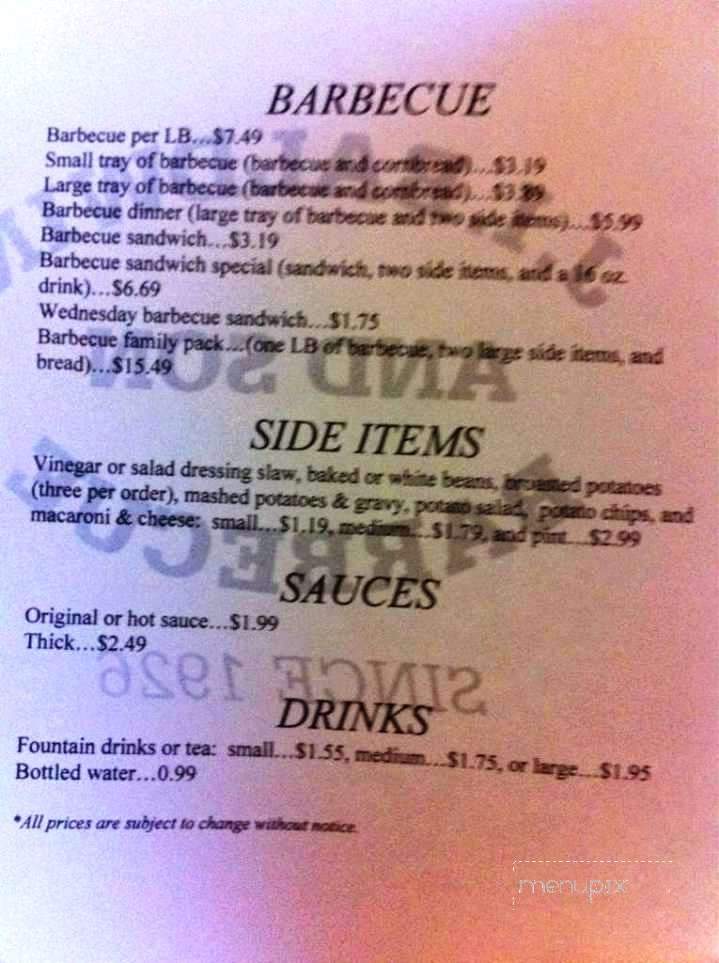 BARBECUE
Barbecue per LB...$7.49
Small tray of barbecue (barbecue and cornbread)...$3.19
Large tray of barbecue (barbecue and cornbread)...$3.89
Barbecue dinner (large tray of barbecue and two side items)...$5.99
Barbecue sandwich...$3.19
Barbecue sandwich special (sandwich, two side items, and a 16 oz.
drink)...$6.69
Wednesday barbecue sandwich...$1.75
Barbecue family pack...(one LB of barbecue, two large side items, and
bread)...$15.49
AND SON
SIDE ITEMS
Vinegar or salad dressing slaw, baked or white beans, broasted potatoes
(three per order), mashed potatoes & gravy, potato salad, potato chips, and
macaroni & cheese: small...$1.19, medium...$1.79, and pint...$2.99
BARBECUE
SAUCES
Original or hot sauce...$1.99
Thick...$2.49
SINCE 1926
DRINKS
Fountain drinks or tea: small...$1.55, medium...$1.75, or large...$1.95
Bottled water...0.99
*All prices are subject to change without notice.
menupix